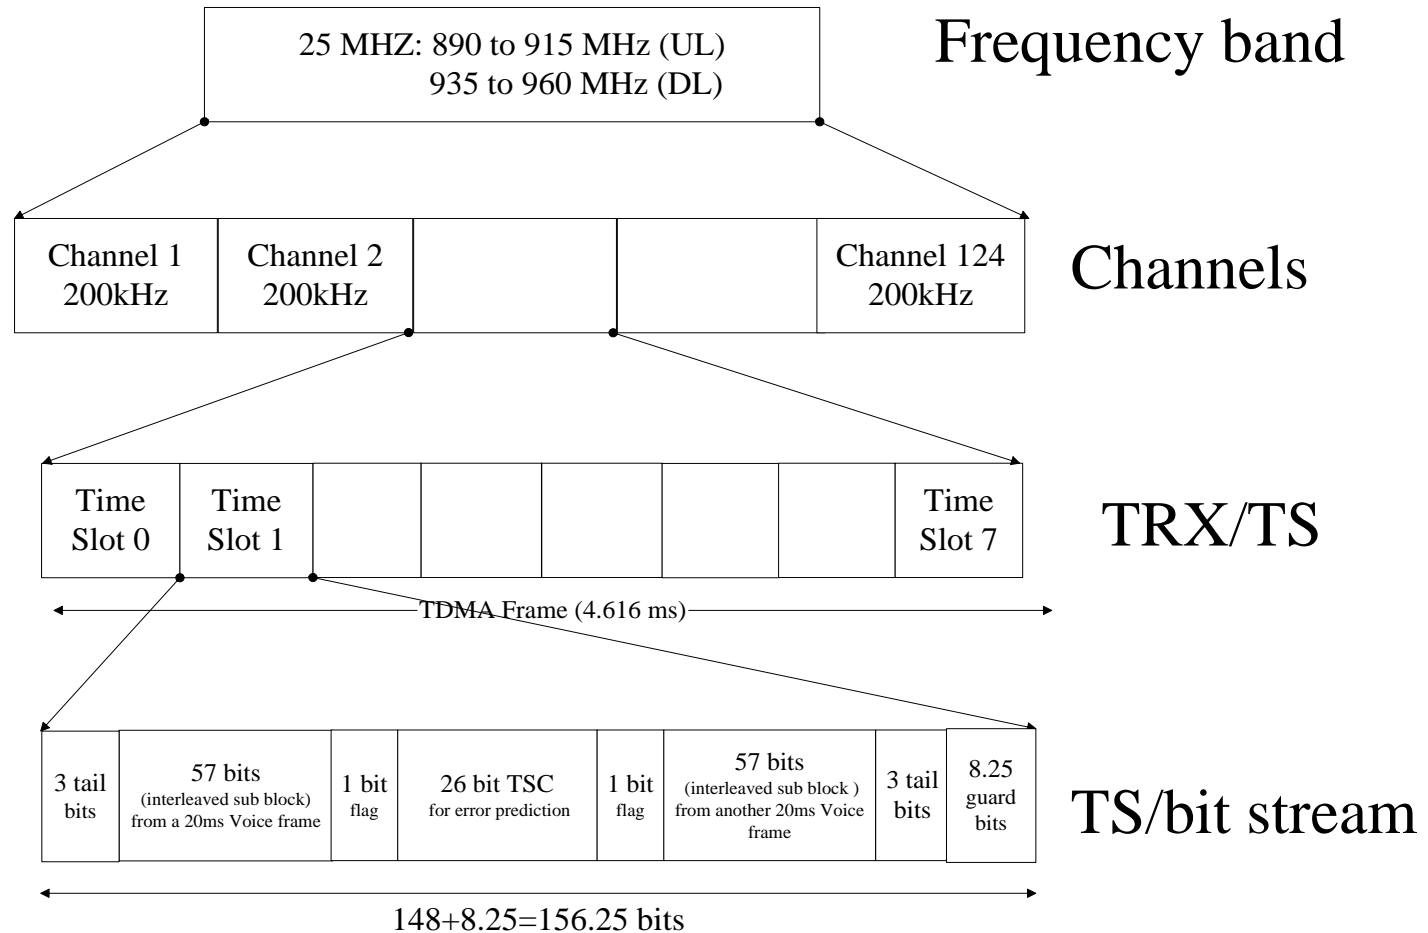 25 MHZ: 890 to 915 MHz (UL)
935 to 960 MHz (DL)
Frequency band
Channel 1
200kHz
Channel 2
200kHz
Channel 124
200kHz
Channels
Time
Slot 0
Time
Slot 1
Time
Slot 7
TRX/TS
TDMA Frame (4.616 ms)
3 tail
bits
57 bits
(interleaved sub block)
from a 20ms Voice frame
1 bit
flag
26 bit TSC
for error prediction
1 bit
flag
57 bits
(interleaved sub block )
from another 20ms Voice
frame
3 tail
bits
8.25
guard
bits
TS/bit stream
148+8.25=156.25 bits